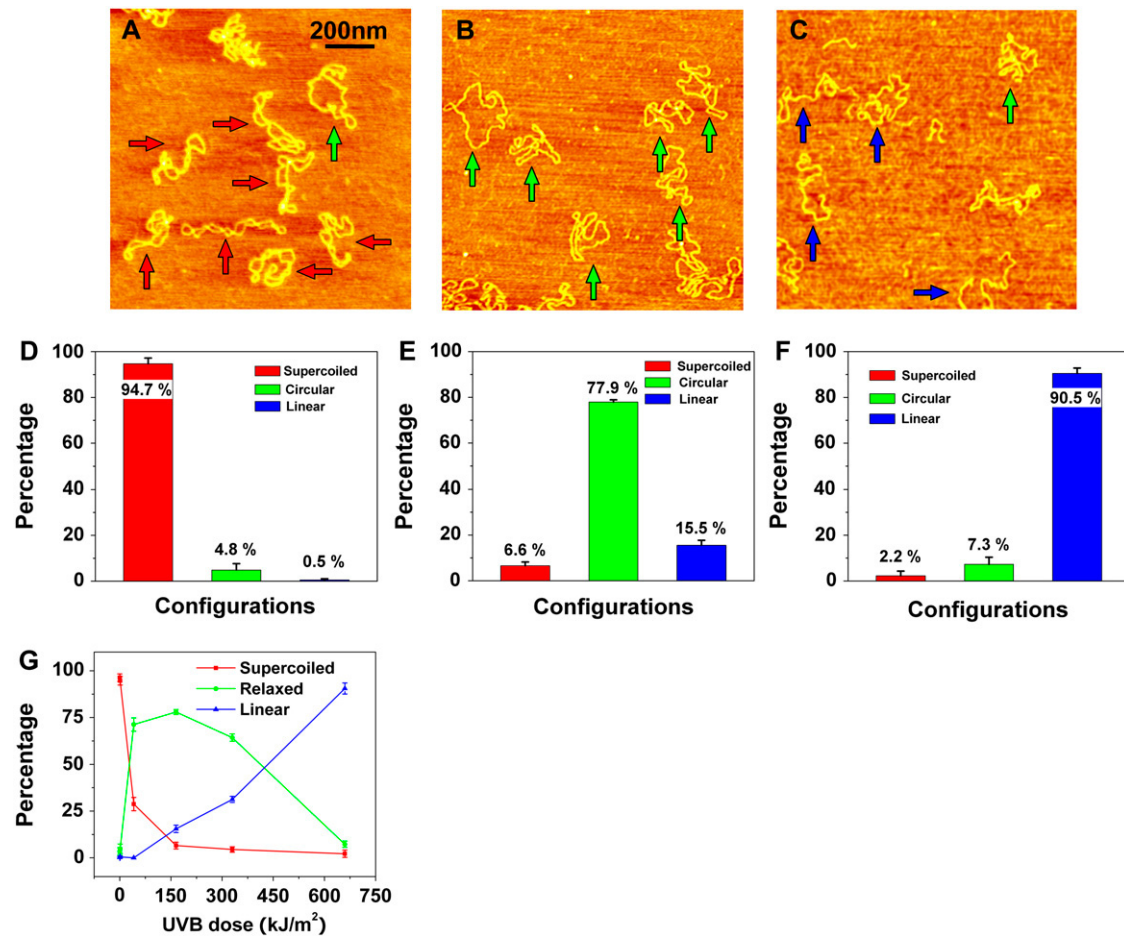 A
200nm
B
C
D
Percentage
100
80
60
40
20
0
94.7 %
4.8 %
0.5 %
Supercoiled
Circular
Linear
Configurations
E
Percentage
100
80
60
40
20
0
6.6 %
77.9 %
15.5 %
Supercoiled
Circular
Linear
Configurations
F
Percentage
100
80
60
40
20
0
2.2 %
7.3 %
90.5 %
Supercoiled
Circular
Linear
Configurations
G
Percentage
100
75
50
25
0
Supercoiled
Relaxed
Linear
0 150 300 450 600 750
UVB dose (kJ/m²)